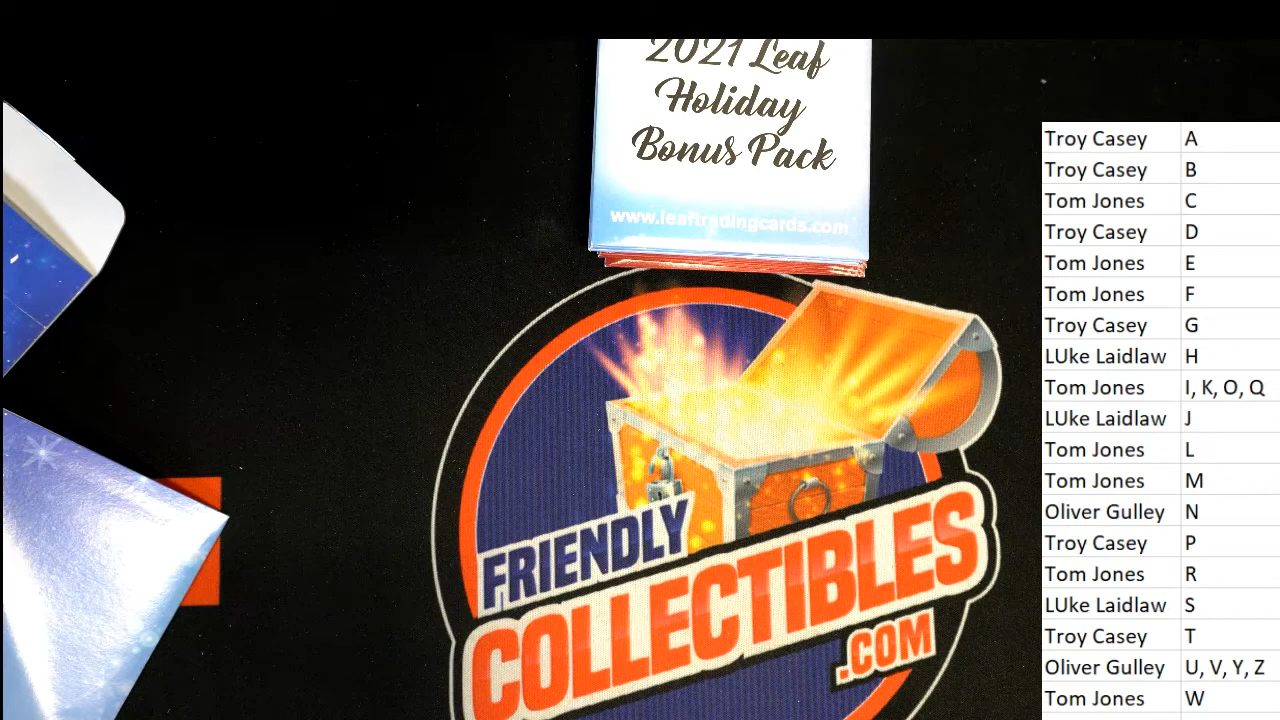 2021 Leaf
Holiday
Bonus Pack
www.leaftradingcards.com
FRIENDLY
COLLECTIBLES
.COM
Troy Casey A
Troy Casey B
Tom Jones C
Troy Casey D
Tom Jones E
Tom Jones F
Troy Casey G
LUke Laidlaw H
Tom Jones I, K, O, Q
LUke Laidlaw J
Tom Jones L
Tom Jones M
Oliver Gulley N
Troy Casey P
Tom Jones R
LUke Laidlaw S
Troy Casey T
Oliver Gulley U, V, Y, Z
Tom Jones W